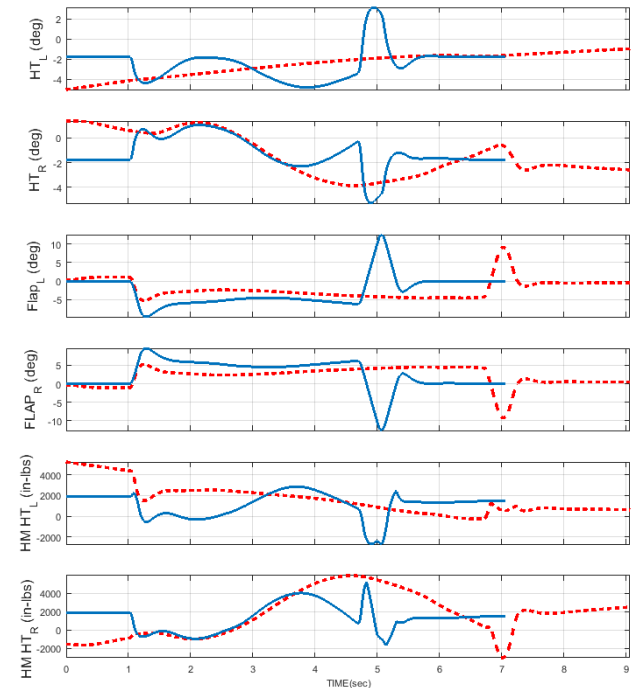 HT_L (deg)
2
0
-2
-4
HT_R (deg)
0
-2
-4
Flap_L (deg)
10
5
0
-5
FLAP_R (deg)
5
0
-5
-10
HM HT_L (in-lbs)
4000
2000
0
-2000
HM HT_R (in-lbs)
4000
2000
0
-2000
0 1 2 3 4 5 6 7 8 9
TIME(sec)